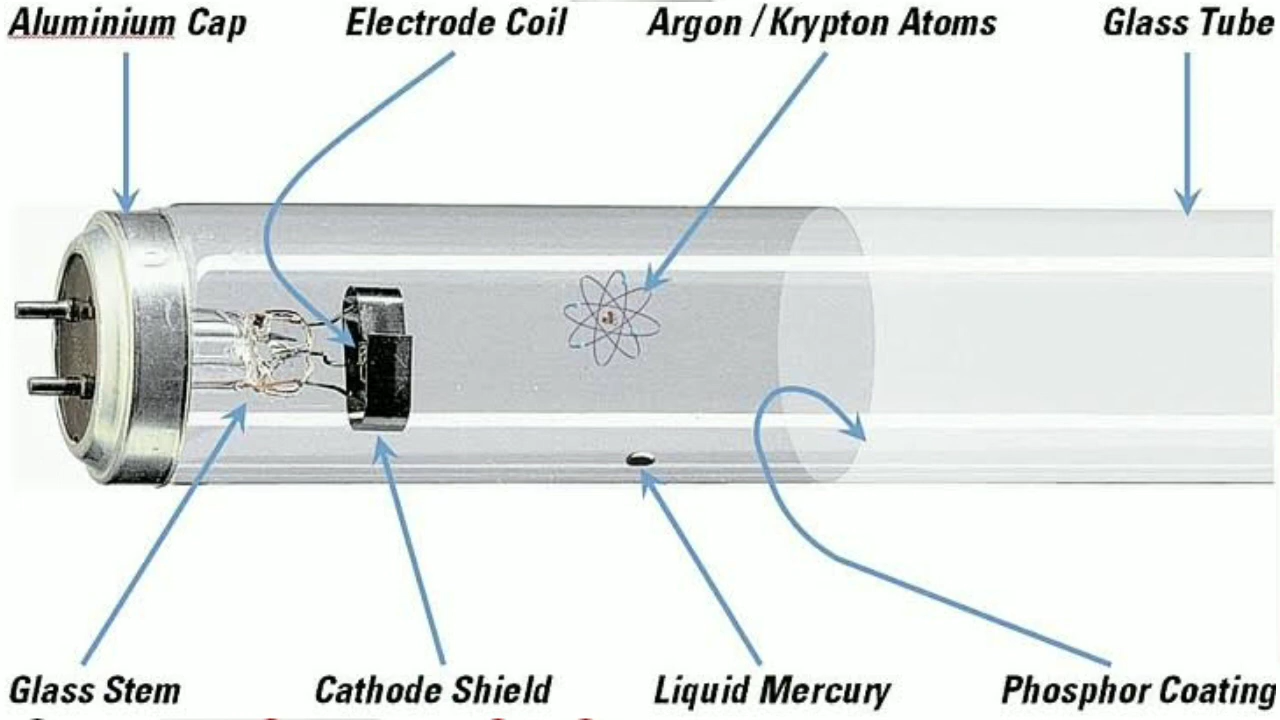 Aluminium Cap
Electrode Coil
Argon / Krypton Atoms
Glass Tube
Glass Stem
Cathode Shield
Liquid Mercury
Phosphor Coating